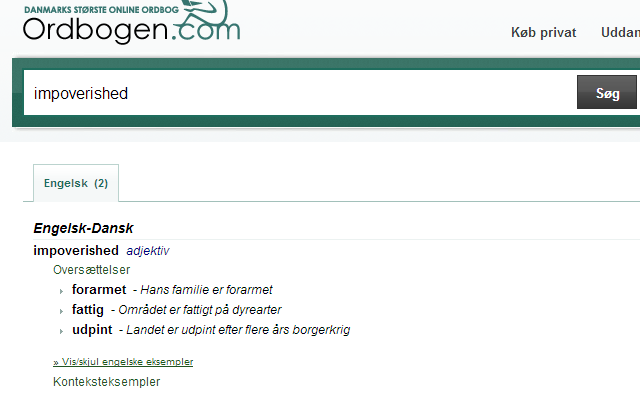 DANMARKS STØRSTE ONLINE ORDBOG
Ordbogen.com
Køb privat Uddan
impoverished Søg
Engelsk (2)
Engelsk-Dansk
impoverished adjektiv
Oversættelser
forarmet - Hans familie er forarmet
fattig - Området er fattigt på dyrearter
udpint - Landet er udpint efter flere års borgerkrig
» Vis/skjul engelske eksempler
Konteksteksempler